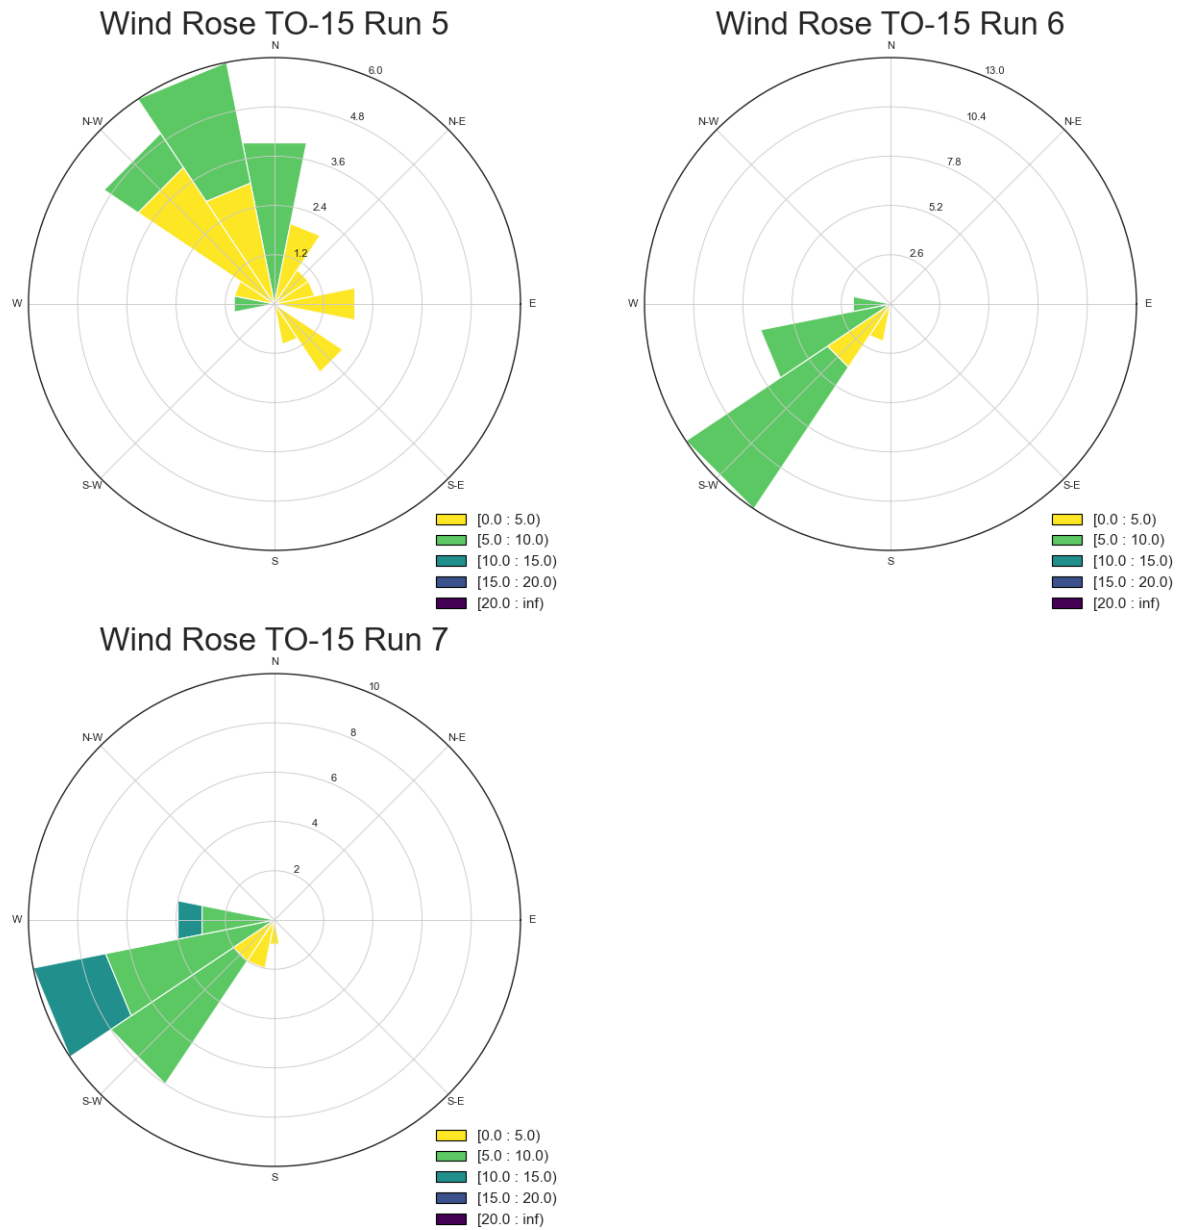 Wind Rose TO-15 Run 5
N
6.0
4.8
N-W
N-E
3.6
2.4
1.2
W
E
S-W
S-E
S
[0.0 : 5.0)
[5.0 : 10.0)
[10.0 : 15.0)
[15.0 : 20.0)
[20.0 : inf)
Wind Rose TO-15 Run 6
N
13.0
10.4
N-W
N-E
7.8
5.2
2.6
W
E
S-W
S-E
S
[0.0 : 5.0)
[5.0 : 10.0)
[10.0 : 15.0)
[15.0 : 20.0)
[20.0 : inf)
Wind Rose TO-15 Run 7
N
10
8
N-W
N-E
6
4
2
W
E
S-W
S-E
S
[0.0 : 5.0)
[5.0 : 10.0)
[10.0 : 15.0)
[15.0 : 20.0)
[20.0 : inf)